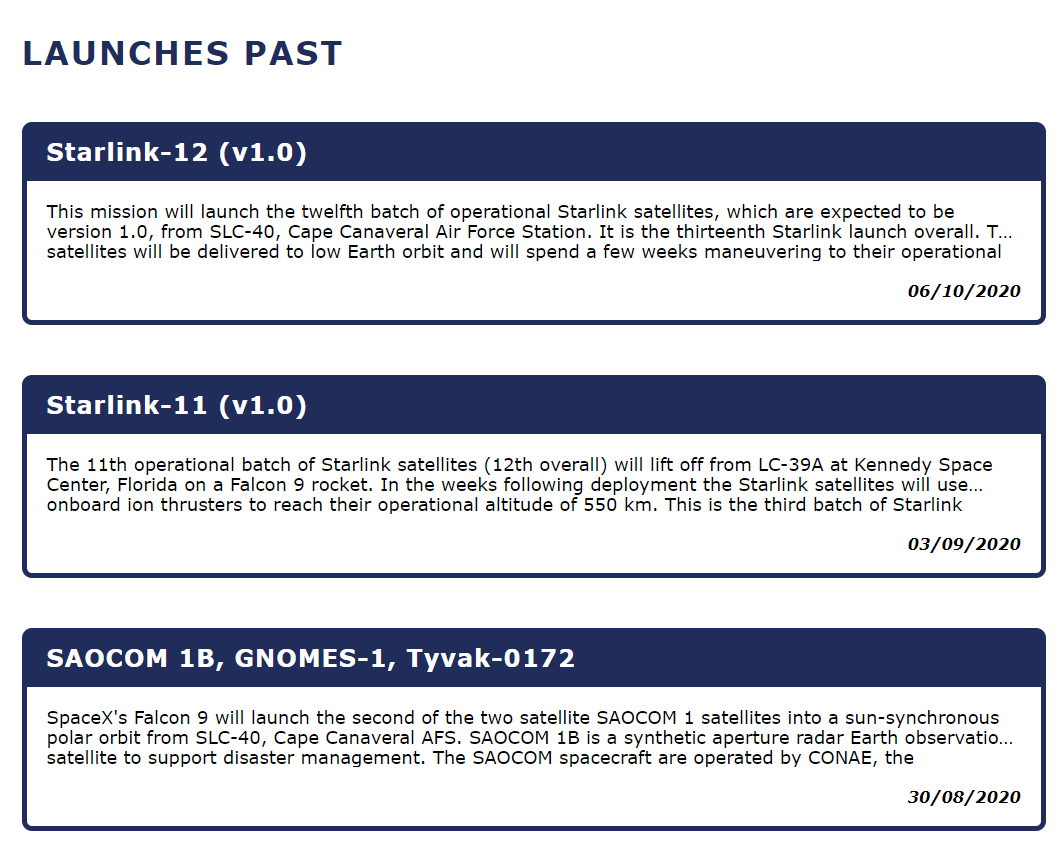 LAUNCHES PAST
Starlink-12 (v1.0)
This mission will launch the twelfth batch of operational Starlink satellites, which are expected to be
version 1.0, from SLC-40, Cape Canaveral Air Force Station. It is the thirteenth Starlink launch overall. T...
satellites will be delivered to low Earth orbit and will spend a few weeks maneuvering to their operational
06/10/2020
Starlink-11 (v1.0)
The 11th operational batch of Starlink satellites (12th overall) will lift off from LC-39A at Kennedy Space
Center, Florida on a Falcon 9 rocket. In the weeks following deployment the Starlink satellites will use...
onboard ion thrusters to reach their operational altitude of 550 km. This is the third batch of Starlink
03/09/2020
SAOCOM 1B, GNOMES-1, Tyvak-0172
SpaceX's Falcon 9 will launch the second of the two satellite SAOCOM 1 satellites into a sun-synchronous
polar orbit from SLC-40, Cape Canaveral AFS. SAOCOM 1B is a synthetic aperture radar Earth observatio...
satellite to support disaster management. The SAOCOM spacecraft are operated by CONAE, the
30/08/2020